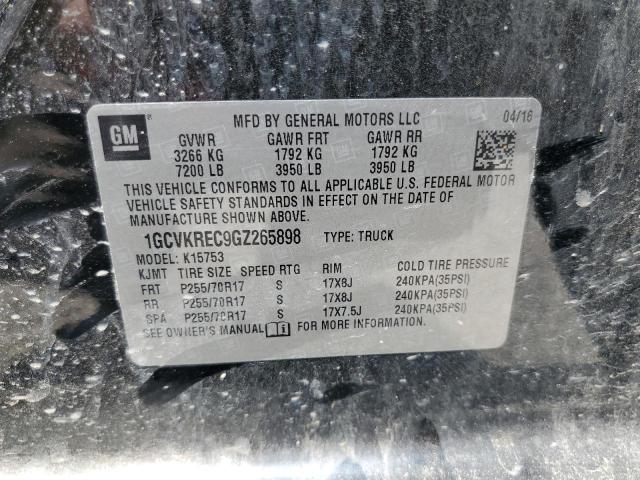 GM
MFD BY GENERAL MOTORS LLC 04/16
GVWR GAWR FRT GAWR RR
3266 KG 1792 KG 1792 KG
7200 LB 3950 LB 3950 LB
THIS VEHICLE CONFORMS TO ALL APPLICABLE U.S. FEDERAL MOTOR
VEHICLE SAFETY STANDARDS IN EFFECT ON THE DATE OF
MANUFACTURE SHOWN ABOVE.
1GCVKREC9GZ265898 TYPE: TRUCK
MODEL: K15753
KJMT TIRE SIZE SPEED RTG RIM COLD TIRE PRESSURE
FRT P255/70R17 S 17X8J 240KPA(35PSI)
RR P255/70R17 S 17X8J 240KPA(35PSI)
SPA P255/70R17 S 17X7.5J 240KPA(35PSI)
SEE OWNER'S MANUAL FOR MORE INFORMATION.